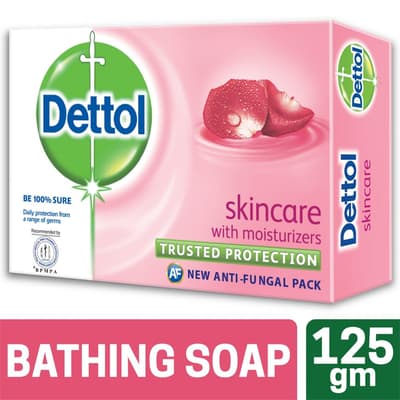 Dettol
BE 100% SURE
Daily protection from
a range of germs
Recommended by
BPMPA
skincare
with moisturizers
TRUSTED PROTECTION
AF NEW ANTI-FUNGAL PACK
Dettol
skincare
BATHING SOAP
125
gm